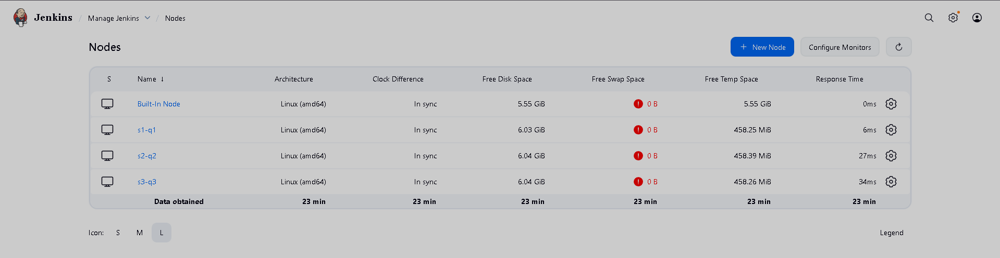 Jenkins / Manage Jenkins / Nodes
Nodes
+ New Node Configure Monitors
S Name ↓ Architecture Clock Difference Free Disk Space Free Swap Space Free Temp Space Response Time
Built-In Node Linux (amd64) In sync 5.55 GiB 0 B 5.55 GiB 0ms
s1-q1 Linux (amd64) In sync 6.03 GiB 0 B 458.25 MiB 6ms
s2-q2 Linux (amd64) In sync 6.04 GiB 0 B 458.39 MiB 27ms
s3-q3 Linux (amd64) In sync 6.04 GiB 0 B 458.26 MiB 34ms
Data obtained 23 min 23 min 23 min 23 min 23 min 23 min
Icon: S M L Legend